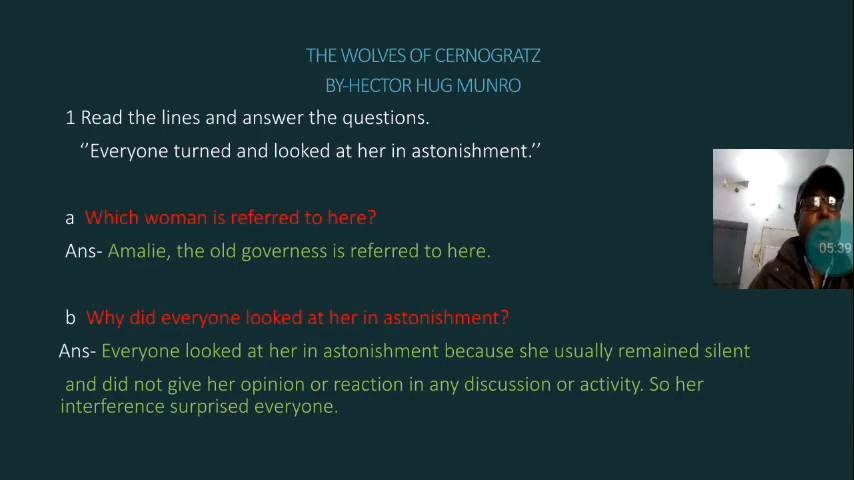 THE WOLVES OF CERNOGRATZ
BY-HECTOR HUG MUNRO
1 Read the lines and answer the questions.
‘’Everyone turned and looked at her in astonishment.’’
a Which woman is referred to here?
Ans- Amalie, the old governess is referred to here.
b Why did everyone looked at her in astonishment?
Ans- Everyone looked at her in astonishment because she usually remained silent
and did not give her opinion or reaction in any discussion or activity. So her
interference surprised everyone.
05:39